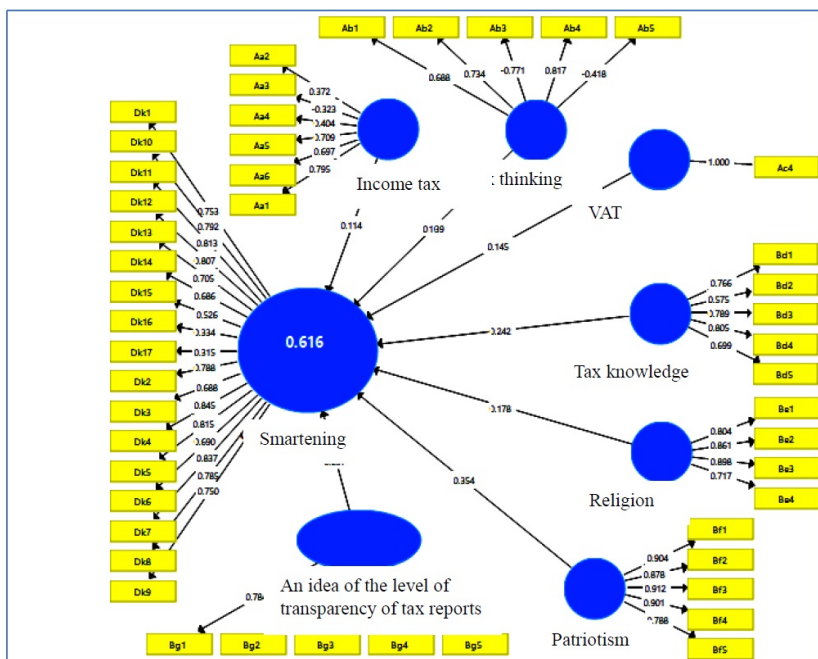 Ab1 Ab2 Ab3 Ab4 Ab5
0.688 0.734 -0.771 0.817 -0.418
Aa2
Aa3
Aa4
Aa5
Aa6
Aa1
0.372
-0.323
0.404
0.709
0.697
0.795
Income tax
thinking
VAT
1.000
Ac4
0.114
0.145
Dk1
Dk10
Dk11
Dk12
Dk13
Dk14
Dk15
Dk16
Dk17
Dk2
Dk3
Dk4
Dk5
Dk6
Dk7
Dk8
Dk9
0.753
0.792
0.813
0.807
0.705
0.686
0.526
0.334
0.315
0.788
0.688
0.845
0.815
0.690
0.837
0.785
0.750
0.616
Smartening
0.242
Tax knowledge
0.766
0.575
0.789
0.805
0.699
Bd1
Bd2
Bd3
Bd4
Bd5
0.178
Religion
0.804
0.861
0.898
0.717
Be1
Be2
Be3
Be4
0.354
Patriotism
0.904
0.878
0.912
0.901
0.788
Bf1
Bf2
Bf3
Bf4
Bf5
An idea of the level of
transparency of tax reports
Bg1 Bg2 Bg3 Bg4 Bg5